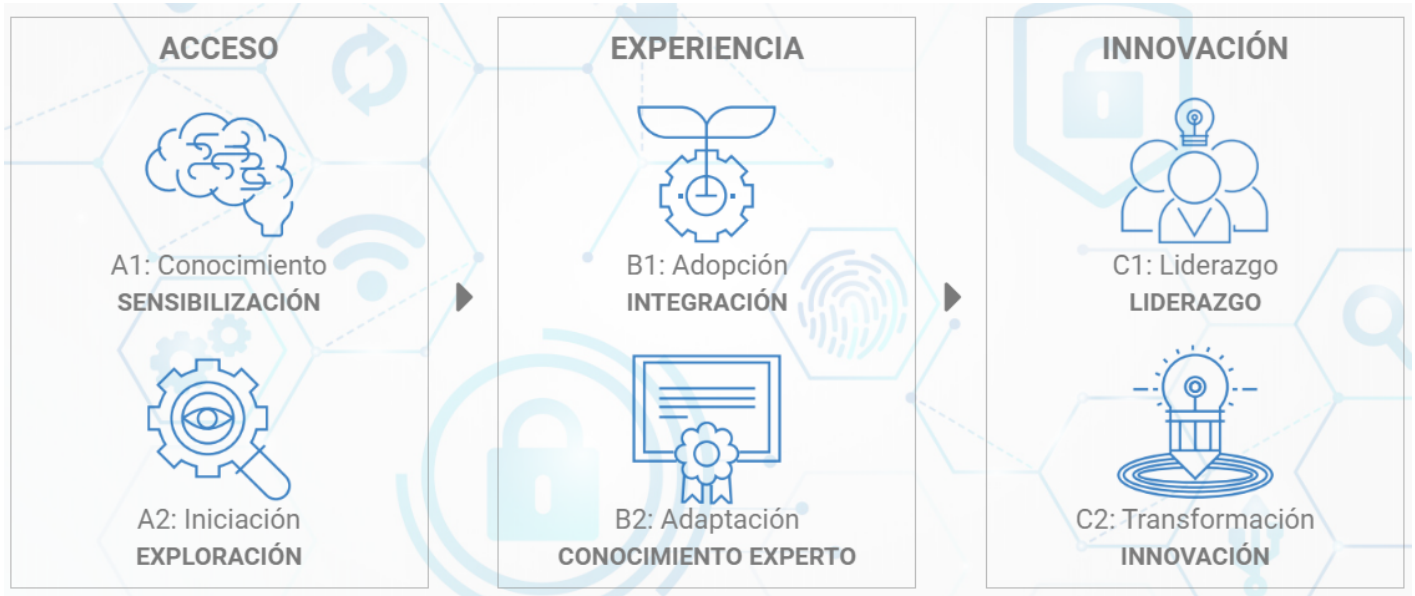 ACCESO
A1: Conocimiento
SENSIBILIZACIÓN
A2: Iniciación
EXPLORACIÓN
EXPERIENCIA
B1: Adopción
INTEGRACIÓN
B2: Adaptación
CONOCIMIENTO EXPERTO
INNOVACIÓN
C1: Liderazgo
LIDERAZGO
C2: Transformación
INNOVACIÓN